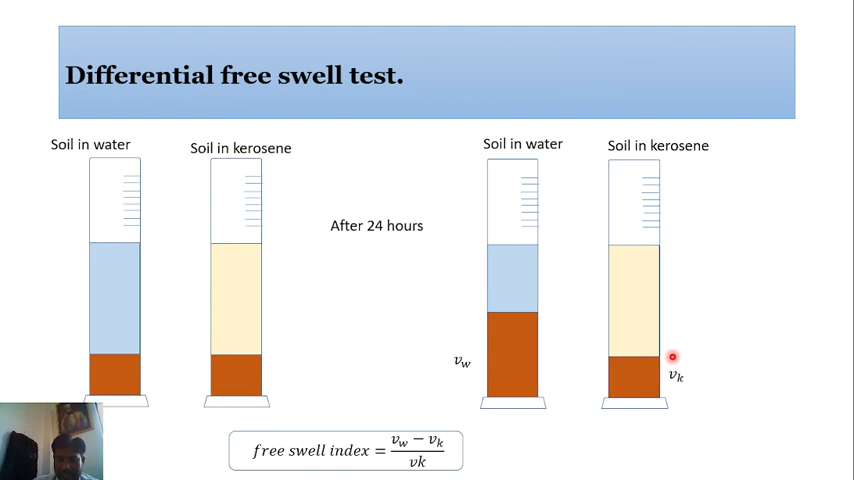 Differential free swell test.
Soil in water
Soil in kerosene
After 24 hours
Soil in water
Soil in kerosene
v_w
v_k
free swell index = \frac{v_w - v_k}{vk}